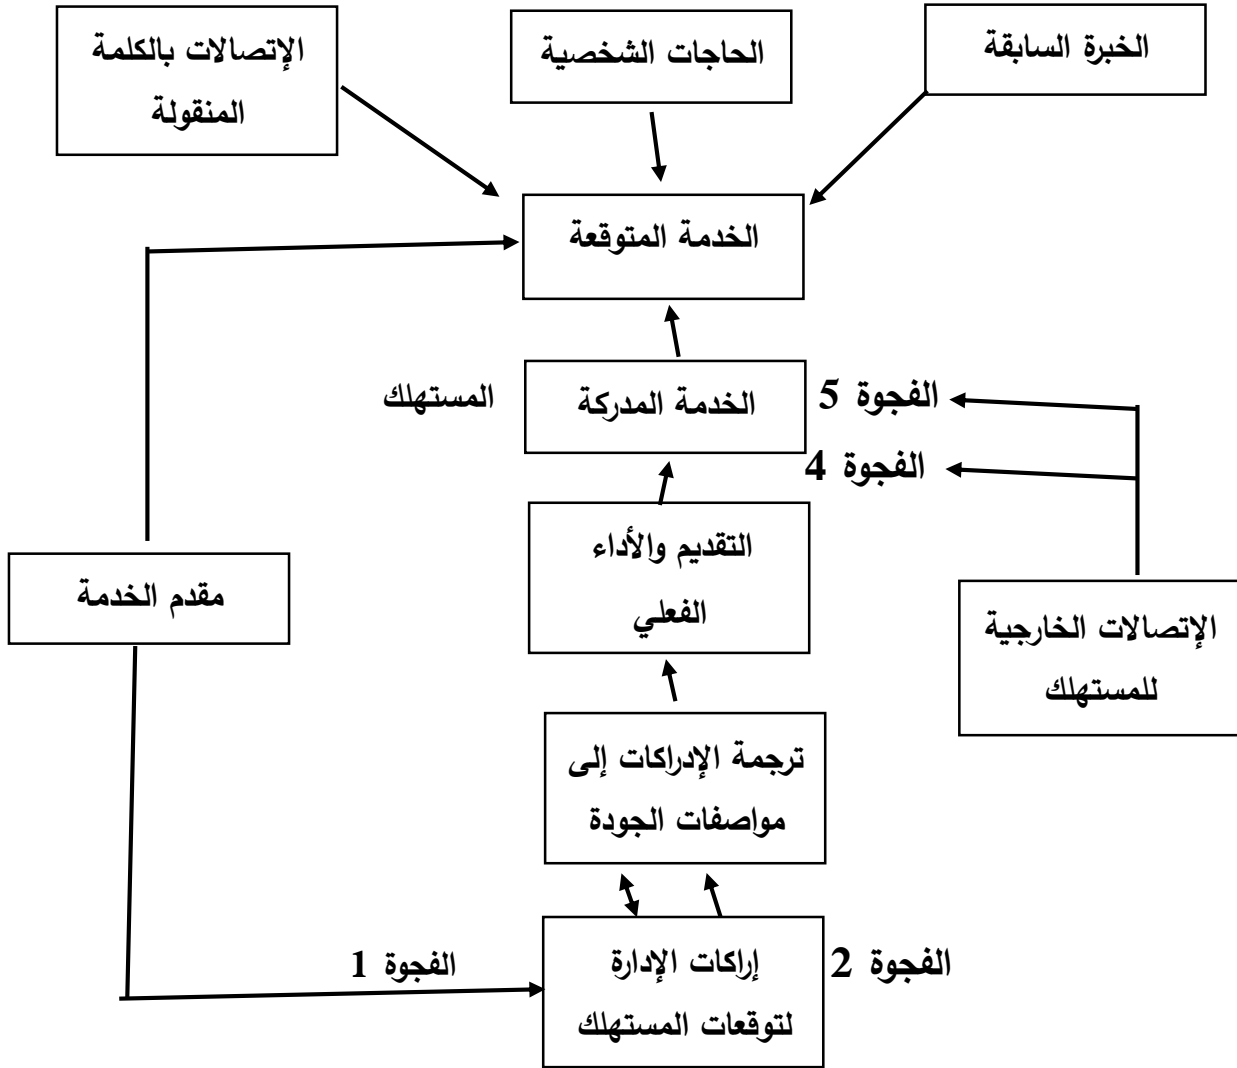 الخبرة السابقة
الحاجات الشخصية
الإتصالات بالكلمة
المنقولة
الخدمة المتوقعة
الفجوة 5
الخدمة المدركة
المستهلك
الفجوة 4
التقديم والأداء
الفعلي
مقدم الخدمة
الإتصالات الخارجية
للمستهلك
ترجمة الإدراكات إلى
مواصفات الجودة
الفجوة 2
إراكات الإدارة
لتوقعات المستهلك
الفجوة 1